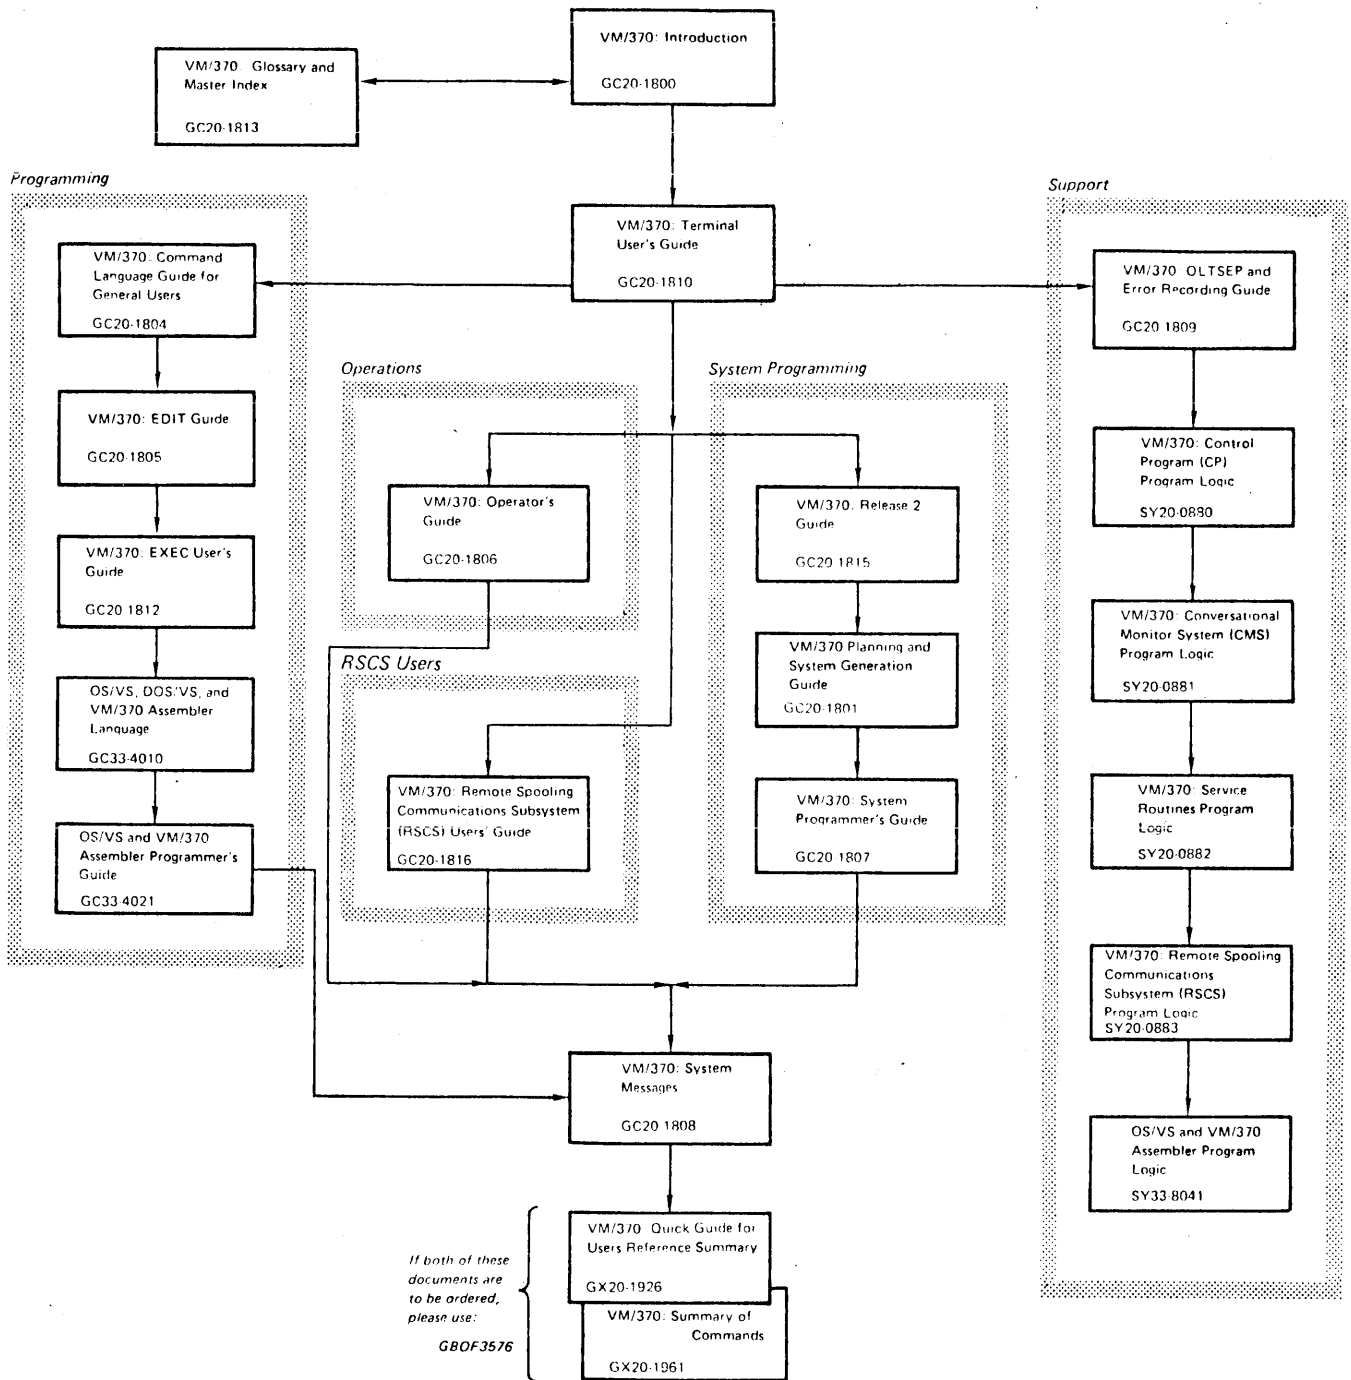 VM/370: Introduction
GC20-1800
VM/370. Glossary and
Master Index
GC20-1813
Programming
VM/370: Command
Language Guide for
General Users
GC20-1804
VM/370: EDIT Guide
GC20-1805
VM/370: EXEC User's
Guide
GC20 1812
OS/VS, DOS/VS, and
VM/370 Assembler
Language
GC33-4010
OS/VS and VM/370
Assembler Programmer's
Guide
GC33-4021
VM/370: Terminal
User's Guide
GC20-1810
Operations
VM/370: Operator's
Guide
GC20-1806
RSCS Users
VM/370: Remote Spooling
Communications Subsystem
(RSCS) Users' Guide
GC20-1816
System Programming
VM/370. Release 2
Guide
GC20 1815
VM/370 Planning and
System Generation
Guide
GC20-1801
VM/370: System
Programmer's Guide
GC20 1807
Support
VM/370 OLTSEP and
Error Recording Guide
GC20 1809
VM/370: Control
Program (CP)
Program Logic
SY20-0880
VM/370: Conversational
Monitor System (CMS)
Program Logic
SY20-0881
VM/370: Service
Routines Program
Logic
SY20-0882
VM/370: Remote Spooling
Communications
Subsystem (RSCS)
Program Logic
SY20-0883
OS/VS and VM/370
Assembler Program
Logic
SY33-8041
VM/370: System
Messages
GC20 1808
If both of these
documents are
to be ordered,
please use:
GBOF3576
VM/370 Quick Guide for
Users Reference Summary
GX20-1926
VM/370: Summary of
Commands
GX20-1961